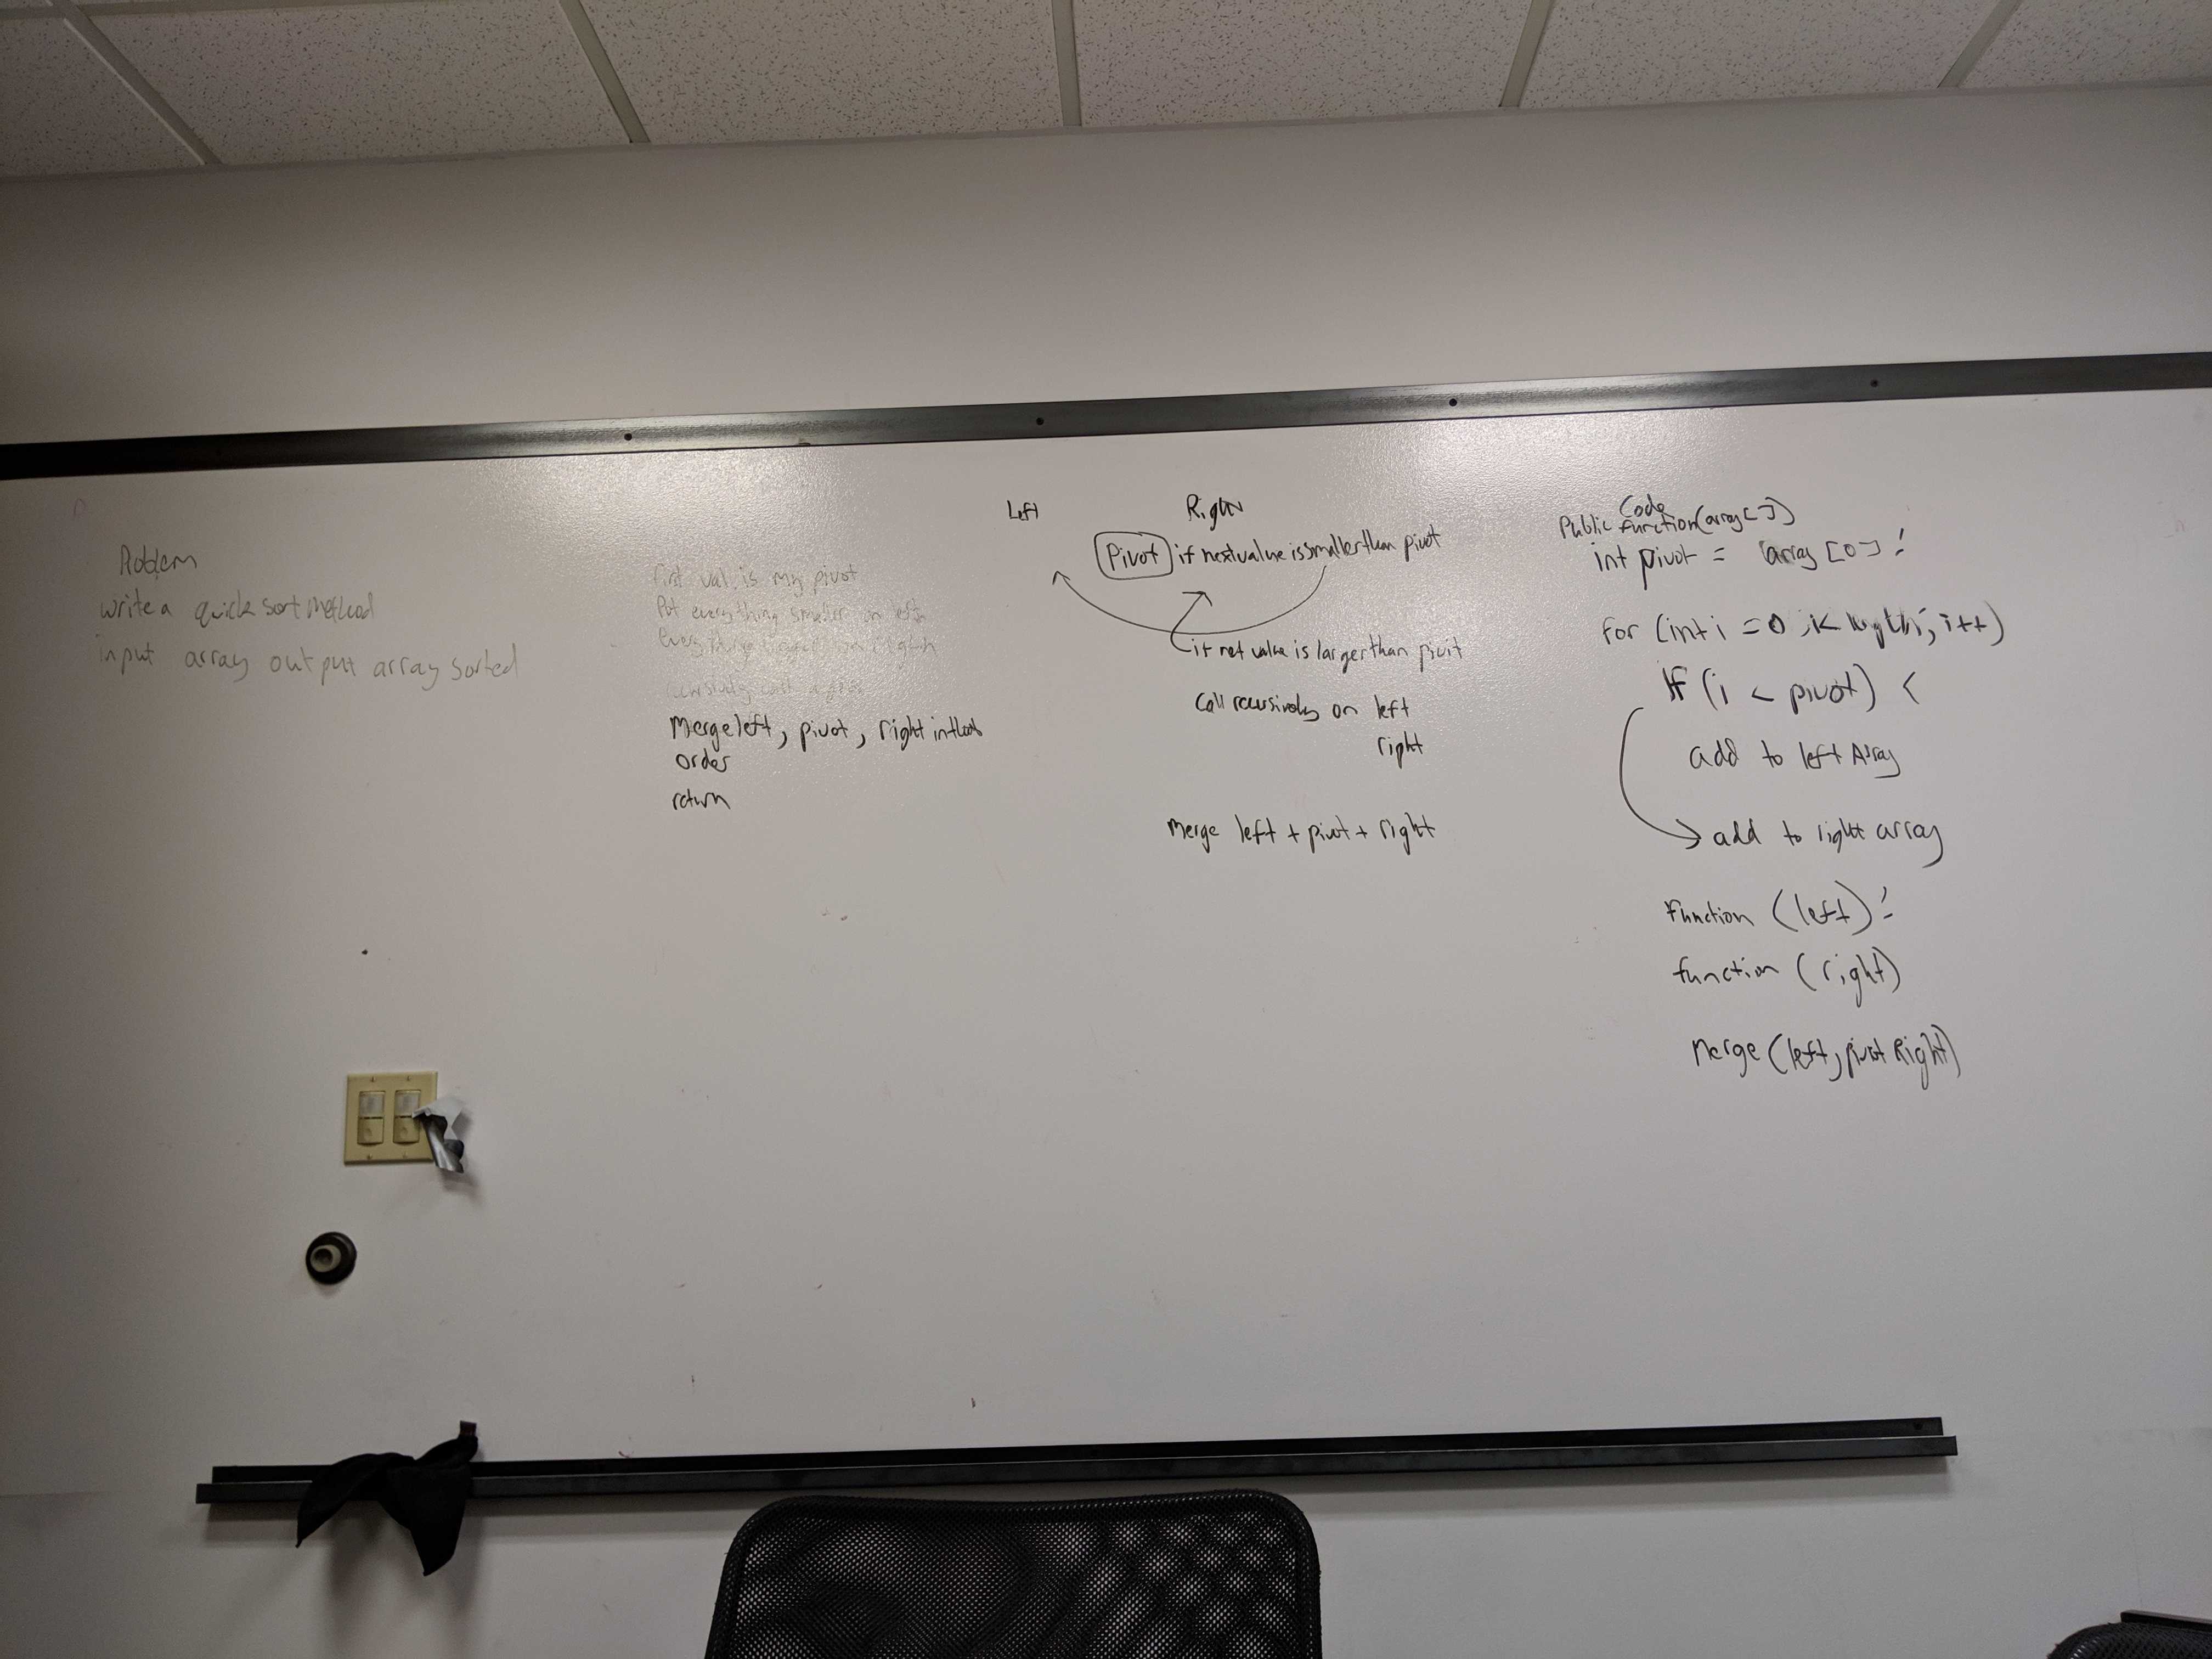 Problem
write a quick sort method
input array output array sorted
first val. is my pivot
Put everything smaller on left
Everything larger on right
recursively call
Merge left, pivot, right in
order
return
Left
Right
Pivot if next value is smaller than pivot
if net value is larger than pivit
Call recursively on left
right
Merge left + pivot + right
Code
Public function(array[])
int pivot = array[0];
for (int i = 0; i< length; i++)
If (i < pivot) <
add to left Array
add to right array
function (left);
function (right)
Merge (left, pivot Right)